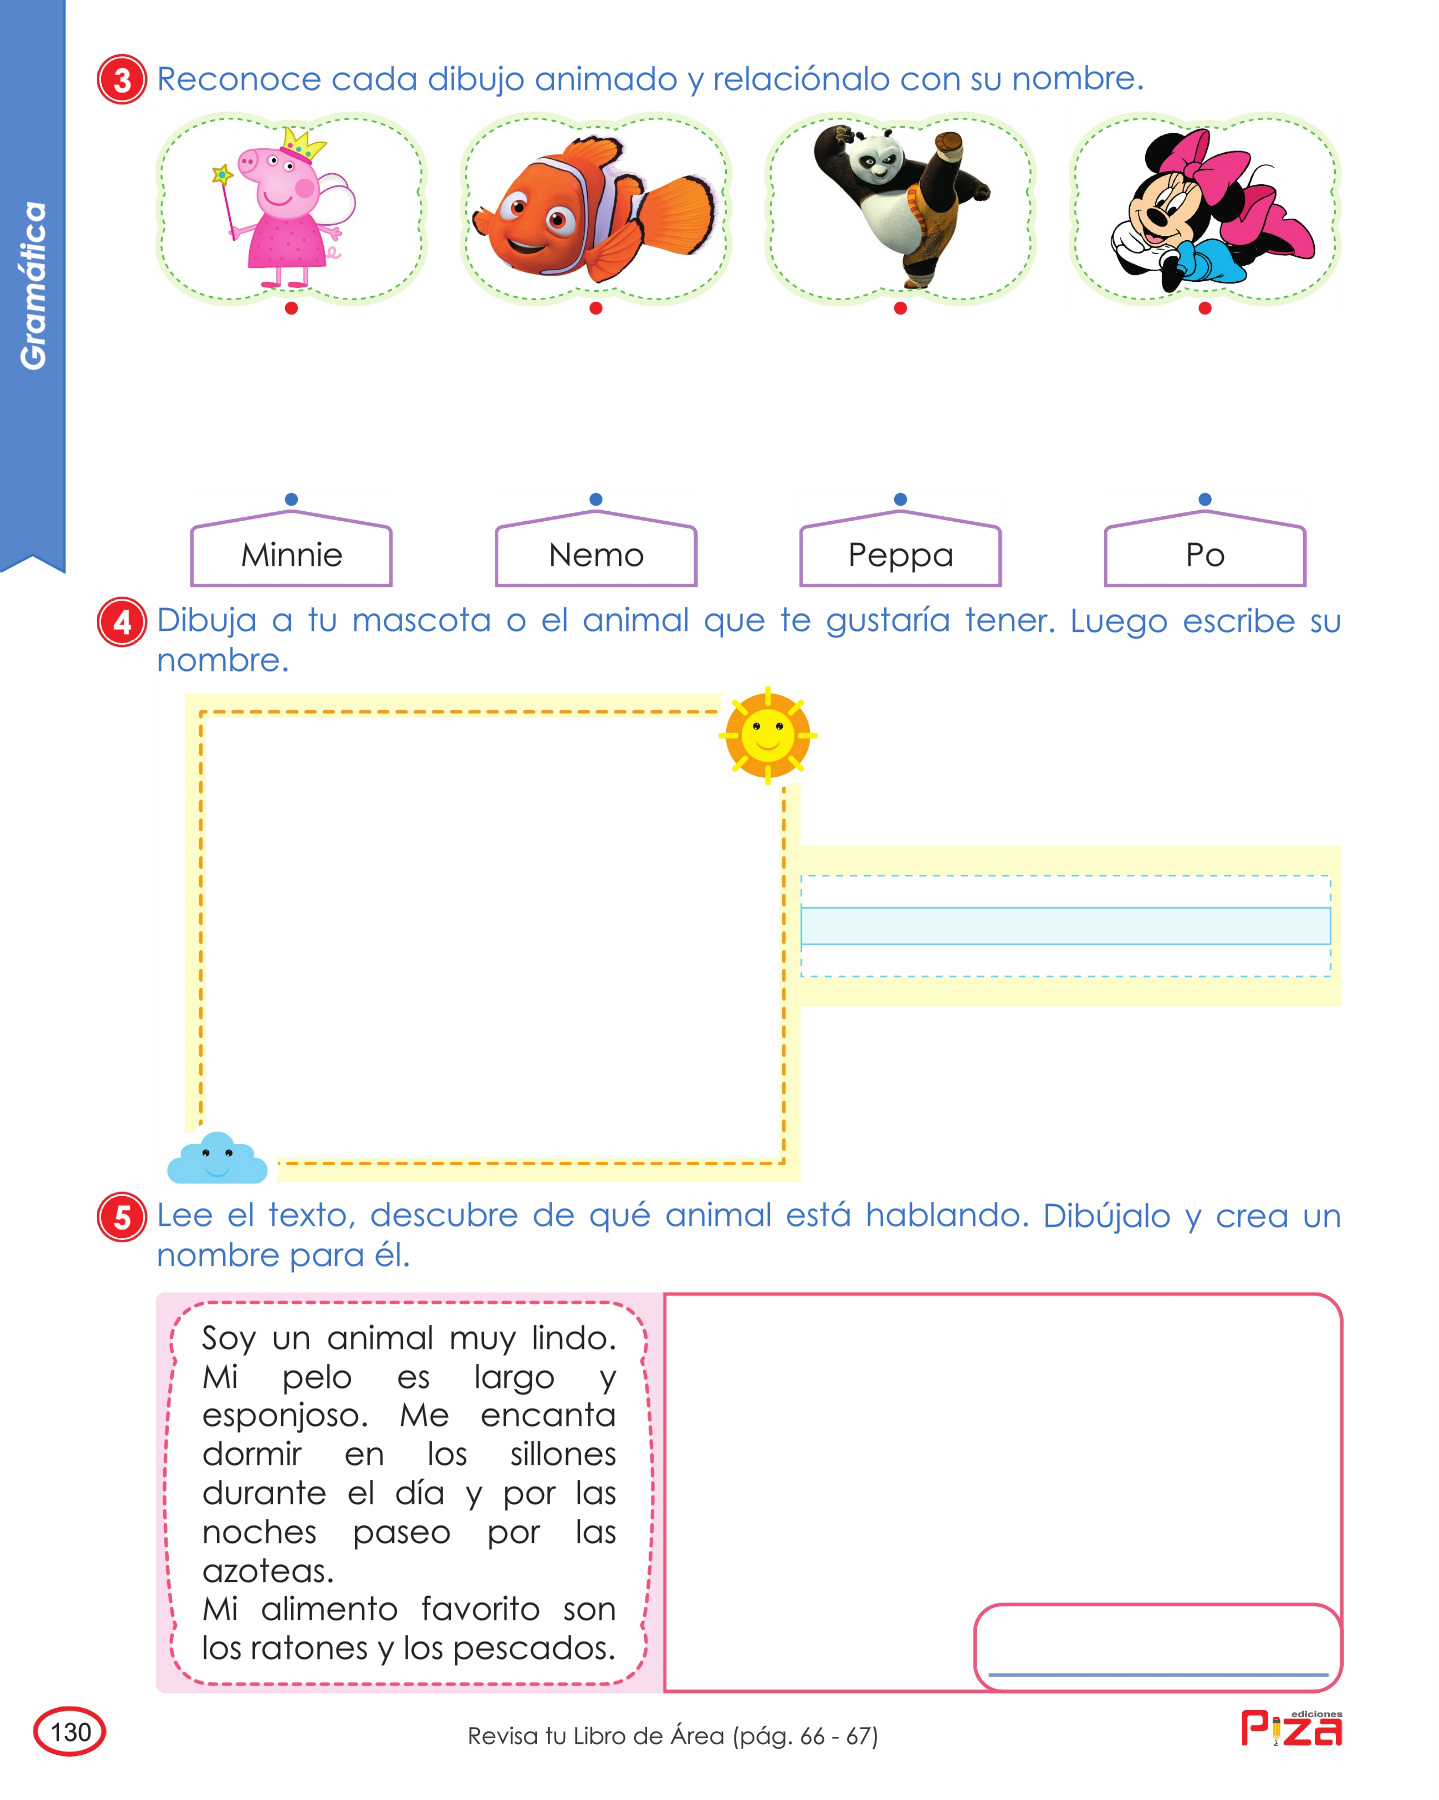 Gramática
3 Reconoce cada dibujo animado y relaciónalo con su nombre.
Minnie
Nemo
Peppa
Po
4 Dibuja a tu mascota o el animal que te gustaría tener. Luego escribe su
nombre.
5 Lee el texto, descubre de qué animal está hablando. Dibújalo y crea un
nombre para él.
Soy un animal muy lindo.
Mi pelo es largo y
esponjoso. Me encanta
dormir en los sillones
durante el día y por las
noches paseo por las
azoteas.
Mi alimento favorito son
los ratones y los pescados.
130
Revisa tu Libro de Área (pág. 66 - 67)
ediciones
Piza